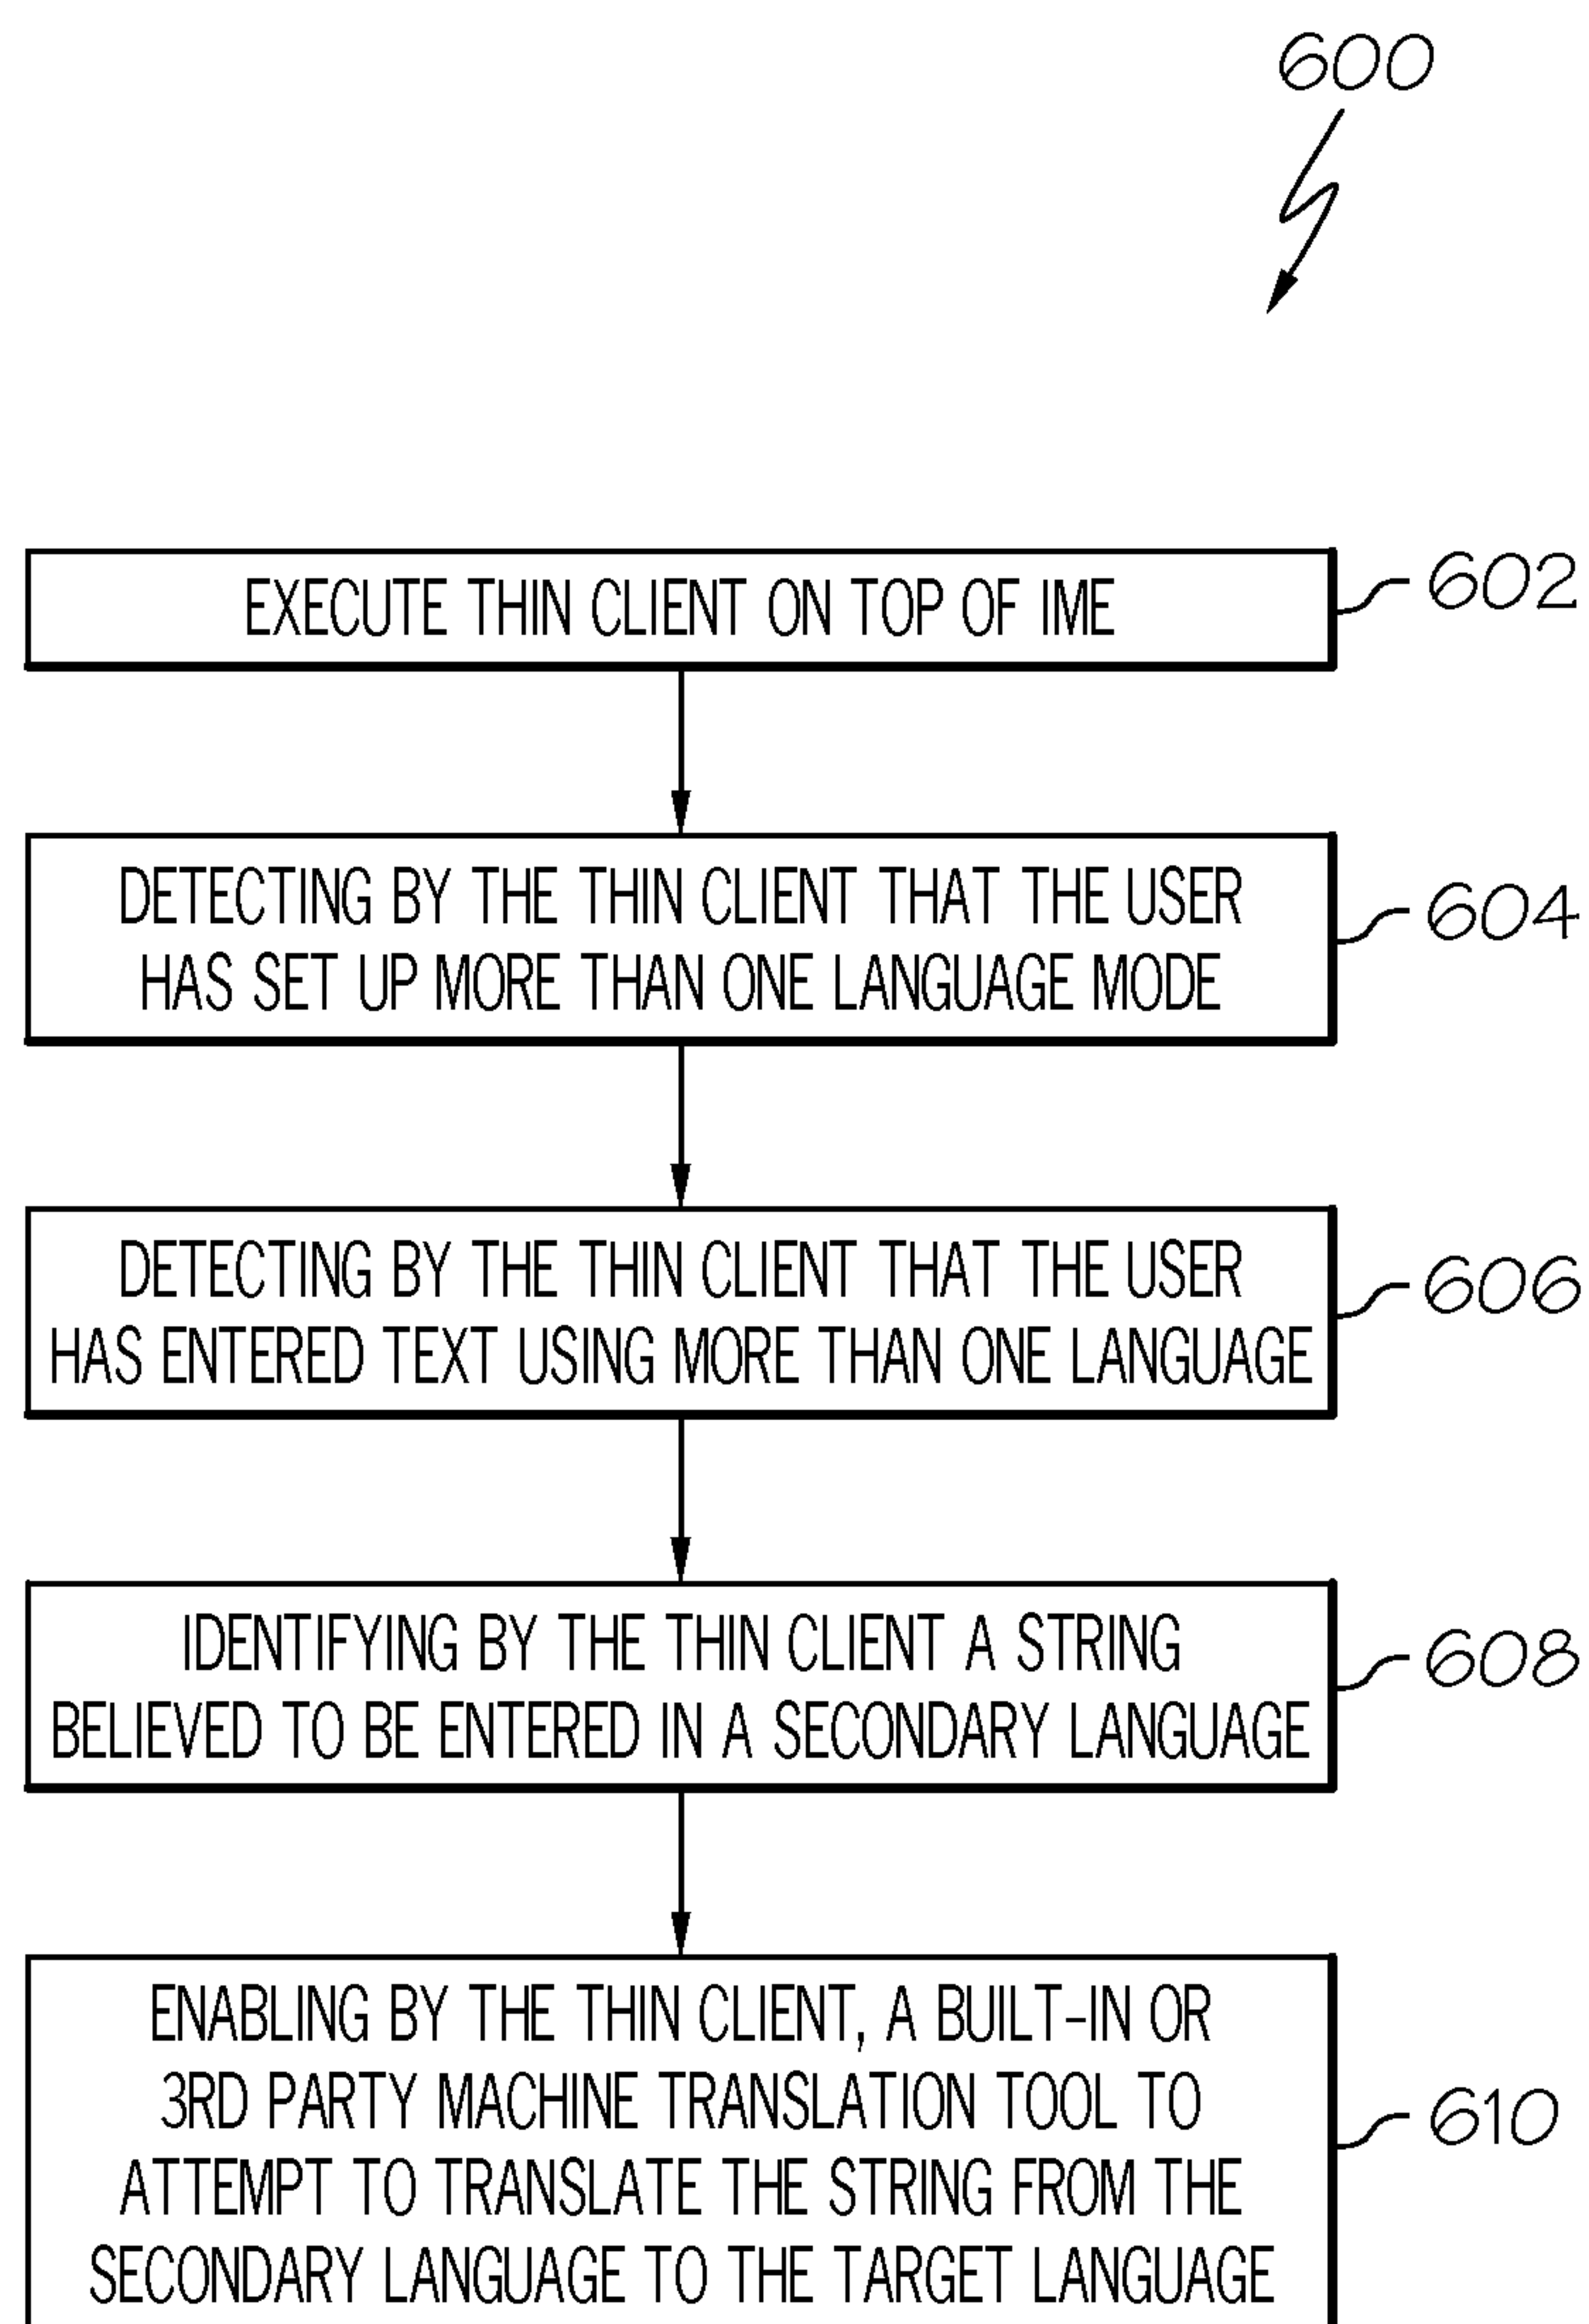 600
EXECUTE THIN CLIENT ON TOP OF IME
602
DETECTING BY THE THIN CLIENT THAT THE USER
HAS SET UP MORE THAN ONE LANGUAGE MODE
604
DETECTING BY THE THIN CLIENT THAT THE USER
HAS ENTERED TEXT USING MORE THAN ONE LANGUAGE
606
IDENTIFYING BY THE THIN CLIENT A STRING
BELIEVED TO BE ENTERED IN A SECONDARY LANGUAGE
608
ENABLING BY THE THIN CLIENT, A BUILT-IN OR
3RD PARTY MACHINE TRANSLATION TOOL TO
ATTEMPT TO TRANSLATE THE STRING FROM THE
SECONDARY LANGUAGE TO THE TARGET LANGUAGE
610